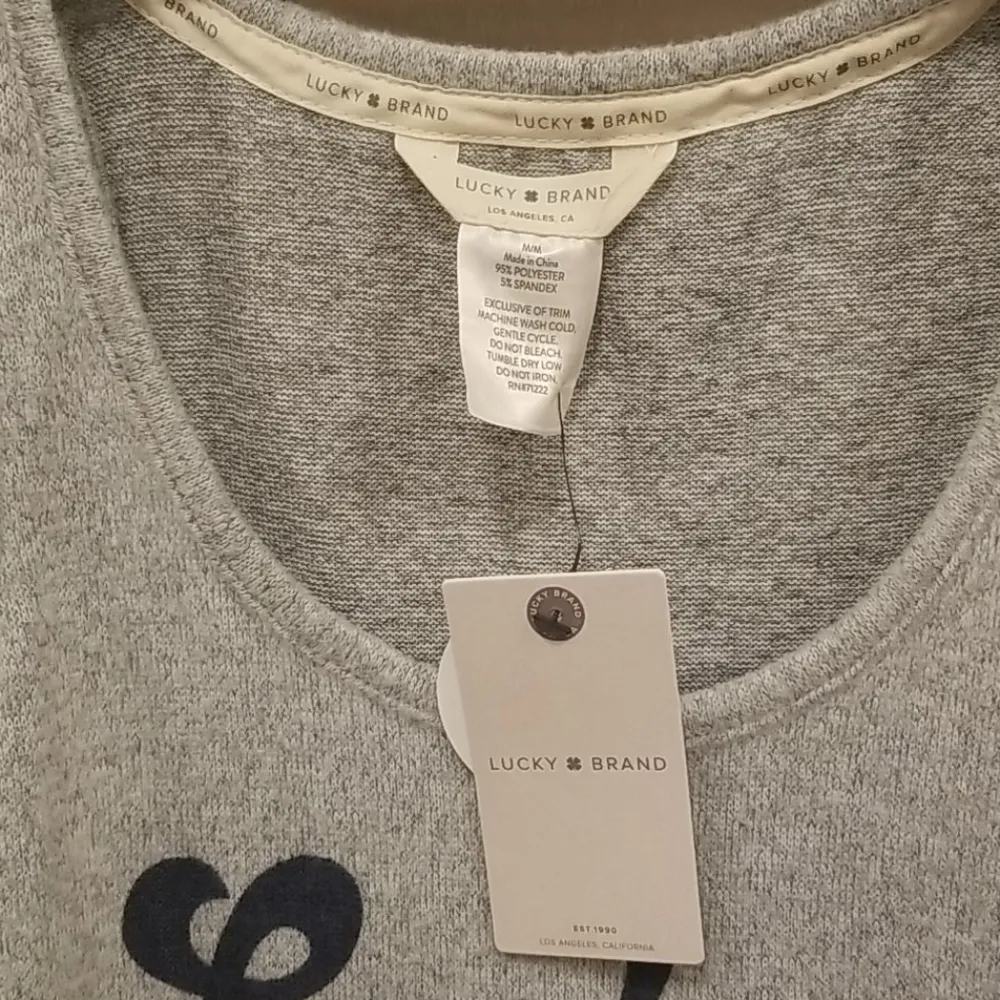 BRAND
LUCKY BRAND
LUCKY BRAND
LUCKY BRAND
LUCKY BRAND
LOS ANGELES, CA
M/M
Made in China
95% POLYESTER
5% SPANDEX
EXCLUSIVE OF TRIM
MACHINE WASH COLD,
GENTLE CYCLE,
DO NOT BLEACH,
TUMBLE DRY LOW
DO NOT IRON.
RN#71222
LUCKY BRAND
LUCKY BRAND
EST 1990
LOS ANGELES, CALIFORNIA